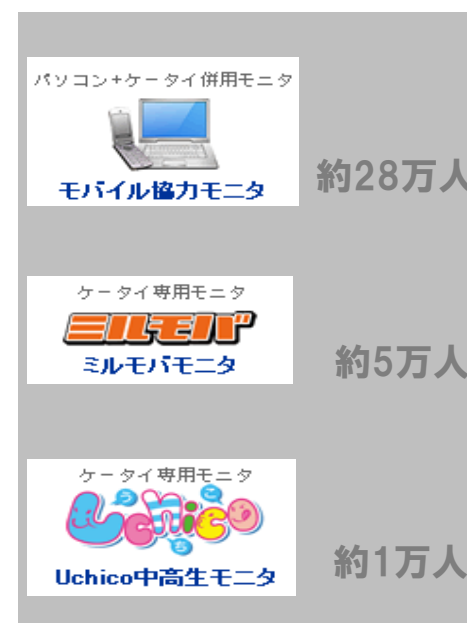 パソコン+ケータイ併用モニタ
モバイル協力モニタ
約28万人
ケータイ専用モニタ
ミルモバ
ミルモバモニタ
約5万人
ケータイ専用モニタ
Uchico
うちこ
Uchico中高生モニタ
約1万人